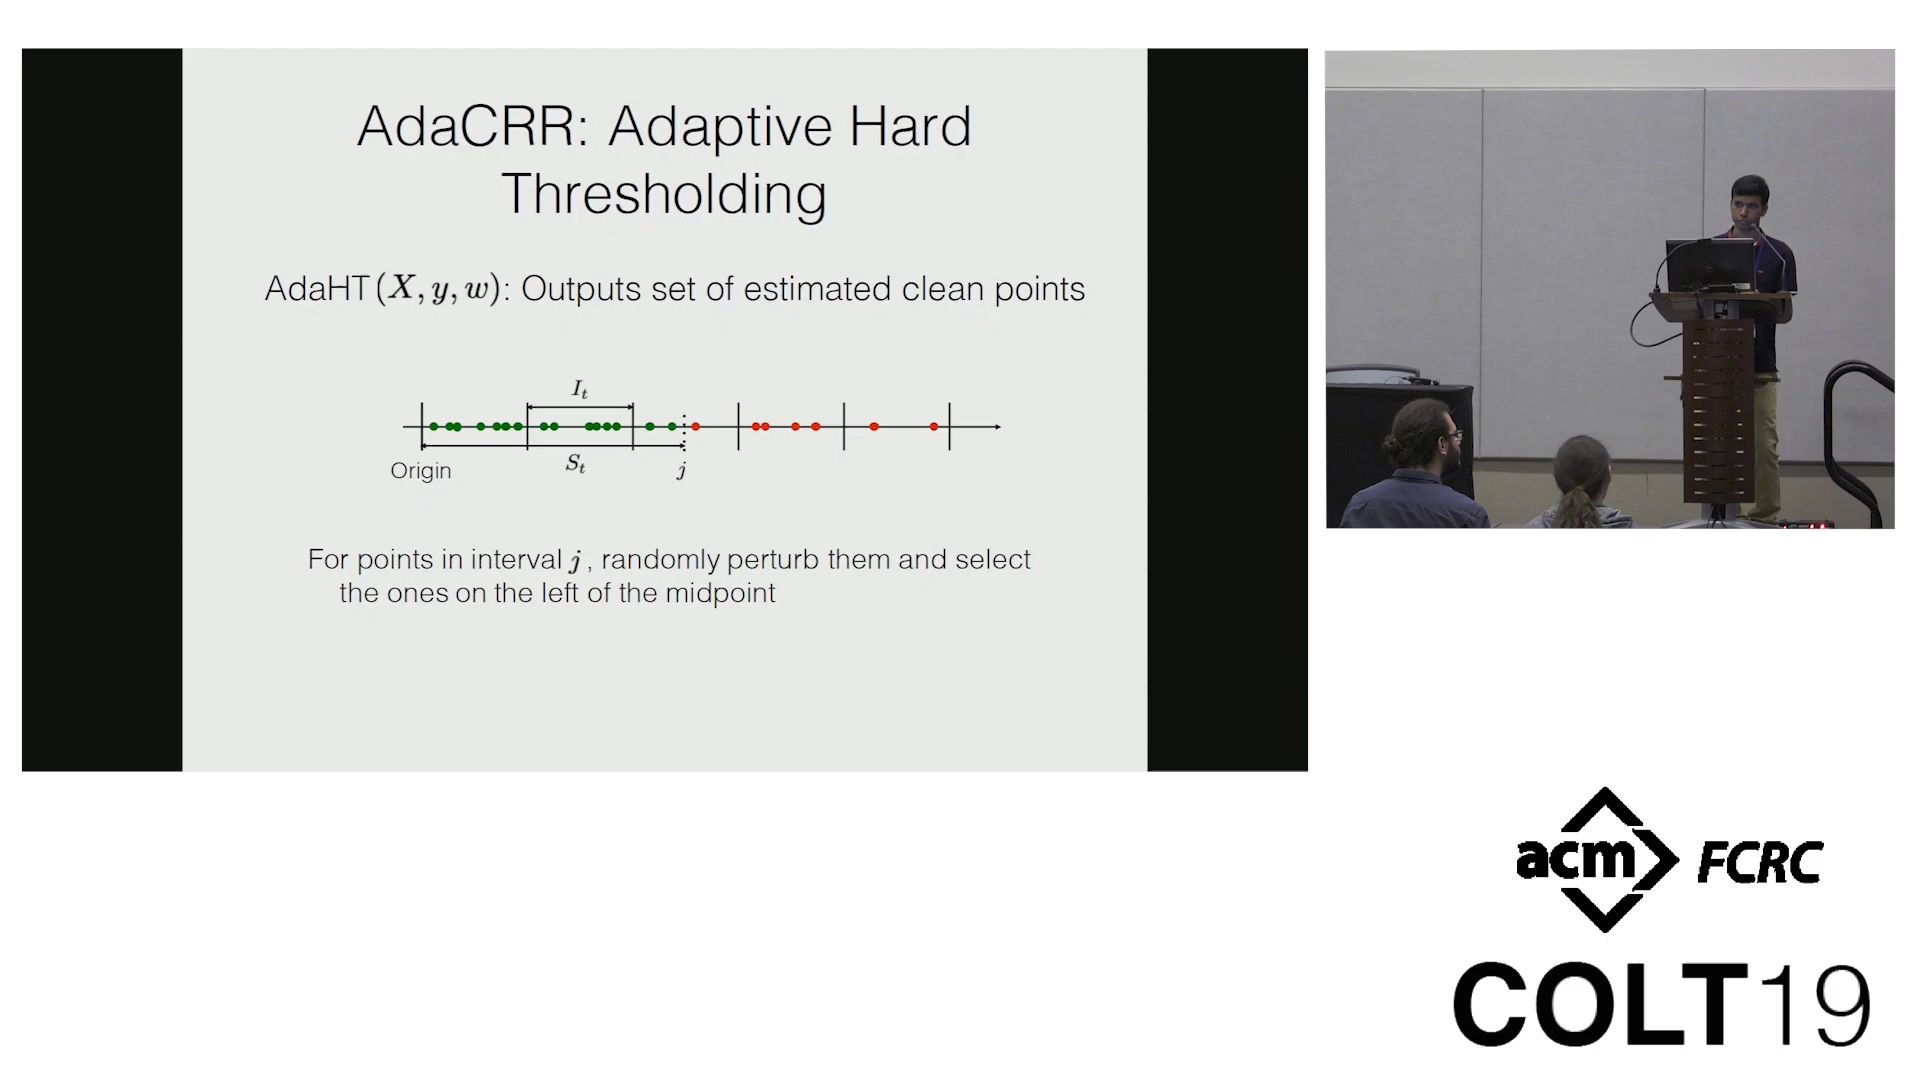 AdaCRR: Adaptive Hard
Thresholding
AdaHT (X, y, w): Outputs set of estimated clean points
I_t
S_t
j
Origin
For points in interval j, randomly perturb them and select
the ones on the left of the midpoint
acm FCRC
COLT19